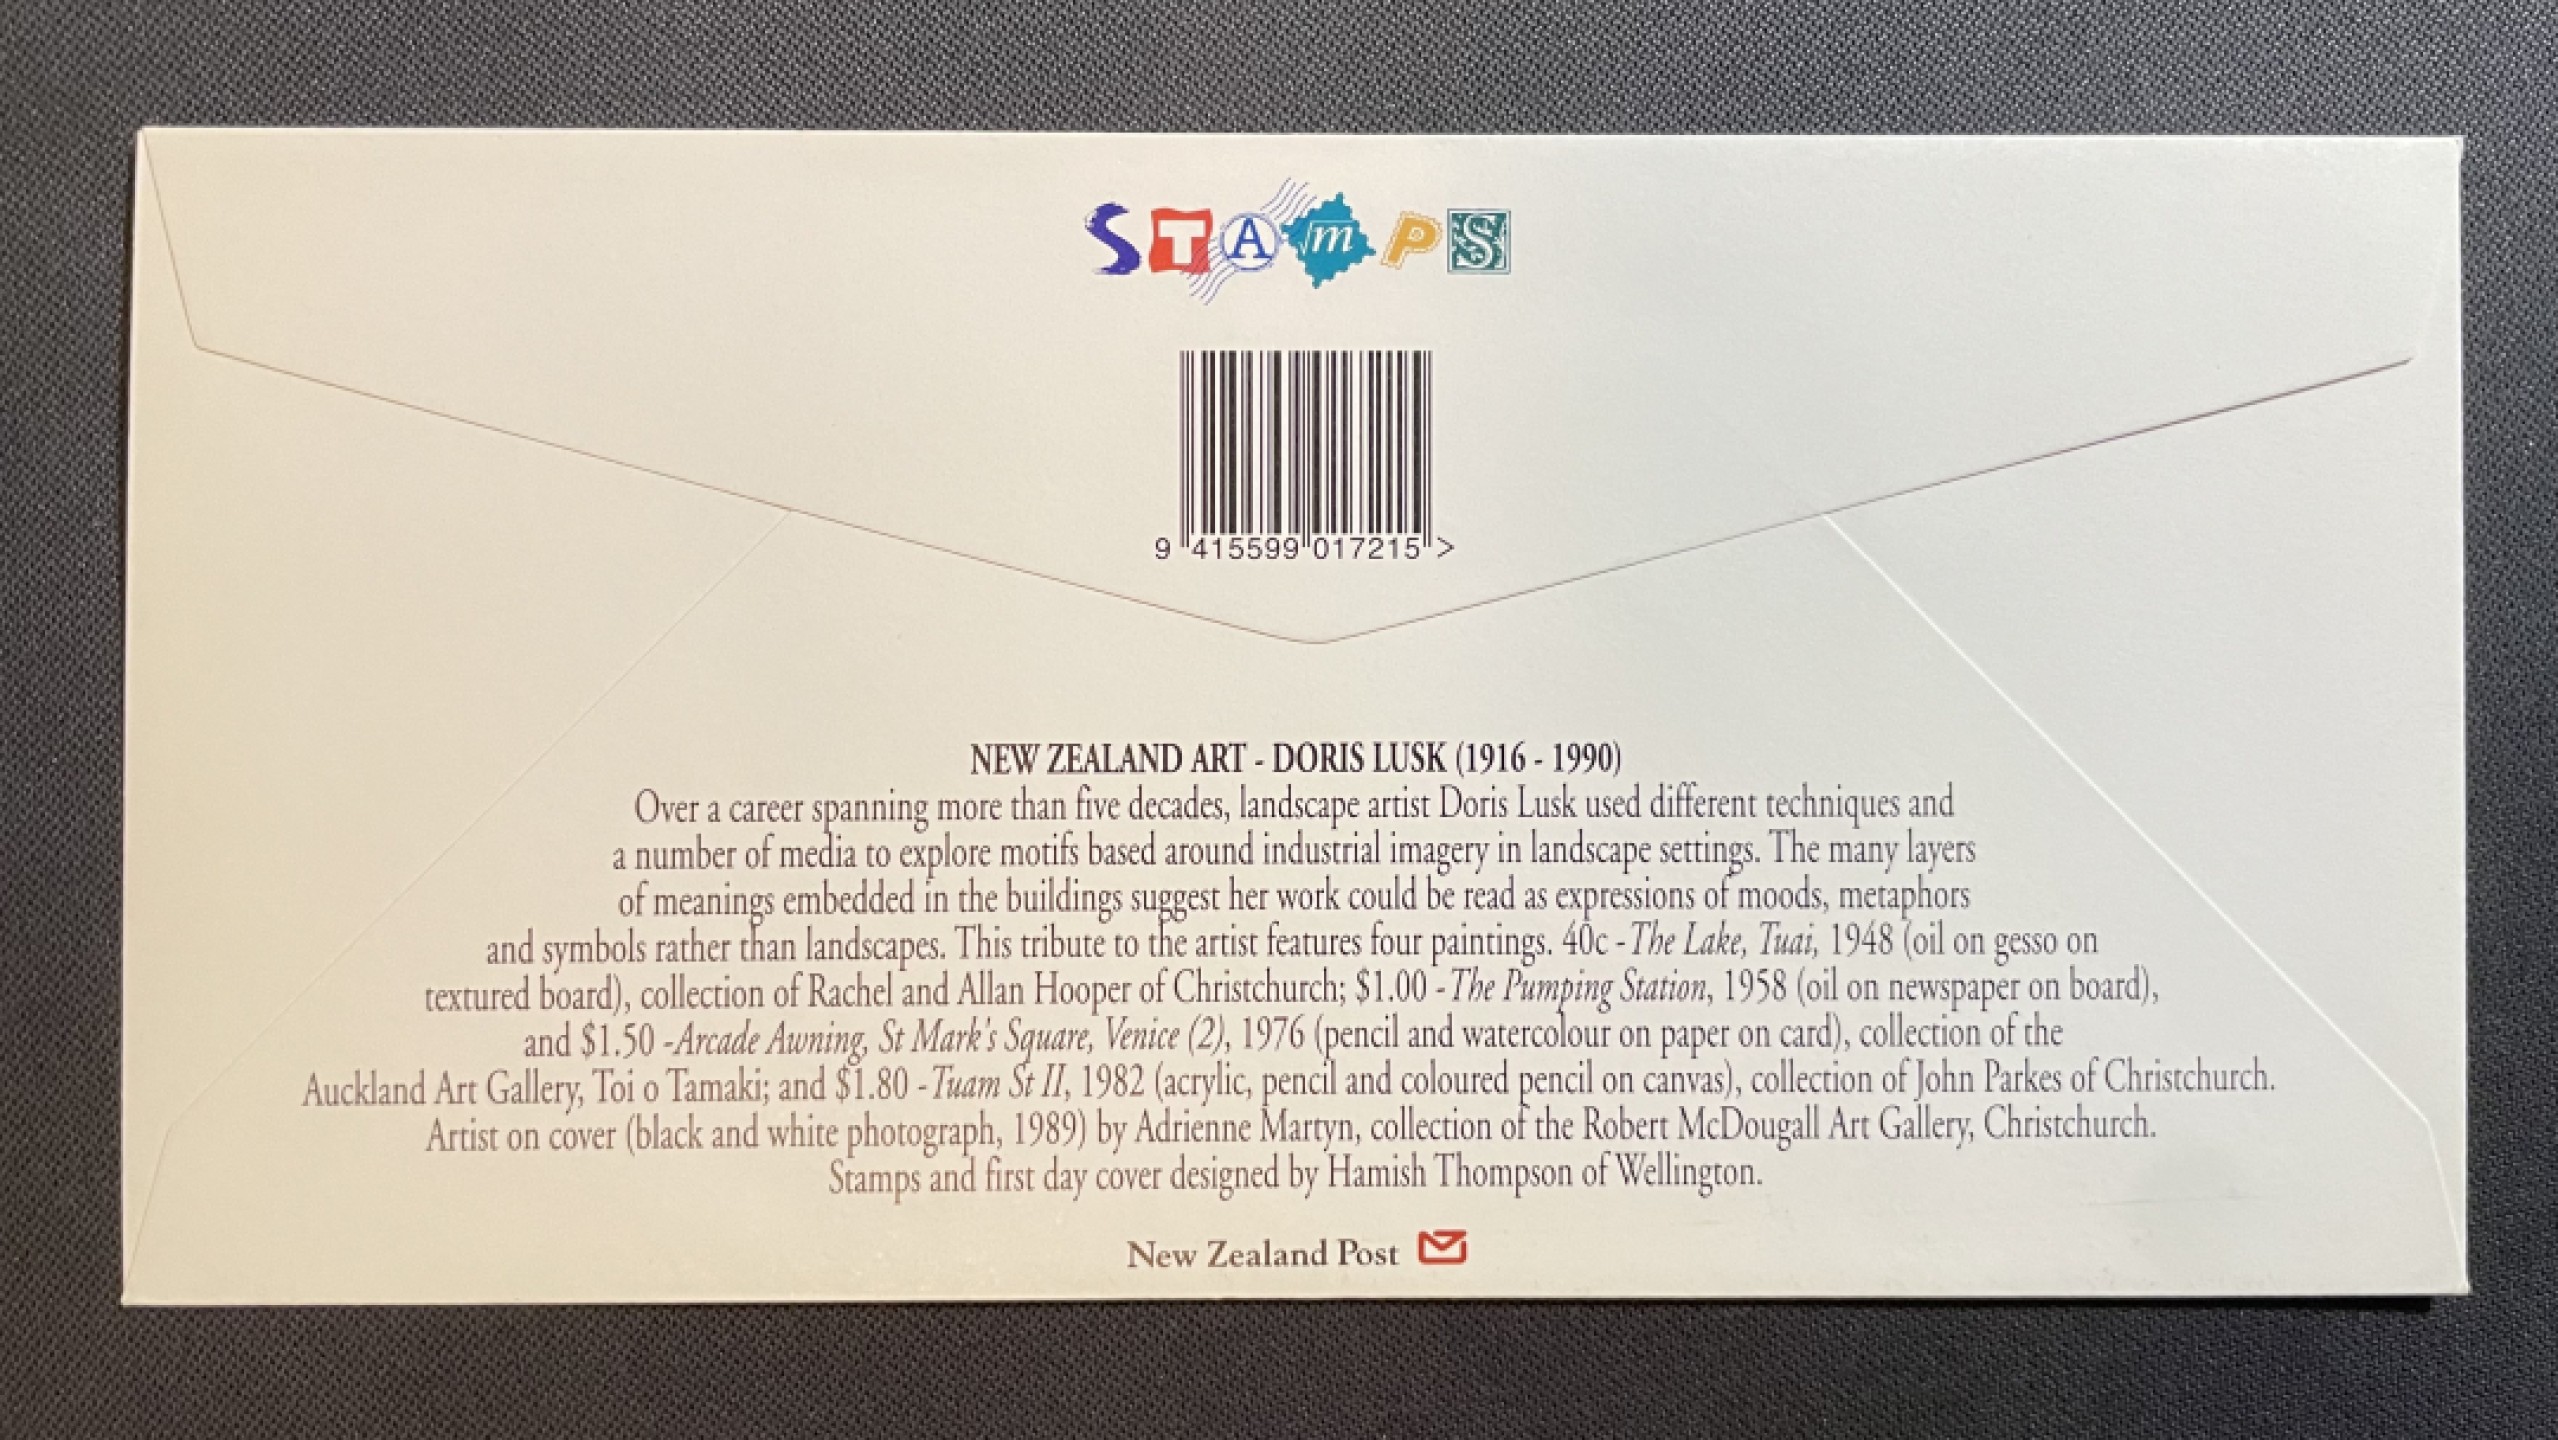 STAmPS
9 415599 017215 >
NEW ZEALAND ART - DORIS LUSK (1916 - 1990)
Over a career spanning more than five decades, landscape artist Doris Lusk used different techniques and
a number of media to explore motifs based around industrial imagery in landscape settings. The many layers
of meanings embedded in the buildings suggest her work could be read as expressions of moods, metaphors
and symbols rather than landscapes. This tribute to the artist features four paintings. 40c - The Lake, Tuai, 1948 (oil on gesso on
textured board), collection of Rachel and Allan Hooper of Christchurch; $1.00 - The Pumping Station, 1958 (oil on newspaper on board),
and $1.50 - Arcade Awning, St Mark's Square, Venice (2), 1976 (pencil and watercolour on paper on card), collection of the
Auckland Art Gallery, Toi o Tamaki; and $1.80 - Tuam St II, 1982 (acrylic, pencil and coloured pencil on canvas), collection of John Parkes of Christchurch.
Artist on cover (black and white photograph, 1989) by Adrienne Martyn, collection of the Robert McDougall Art Gallery, Christchurch.
Stamps and first day cover designed by Hamish Thompson of Wellington.
New Zealand Post